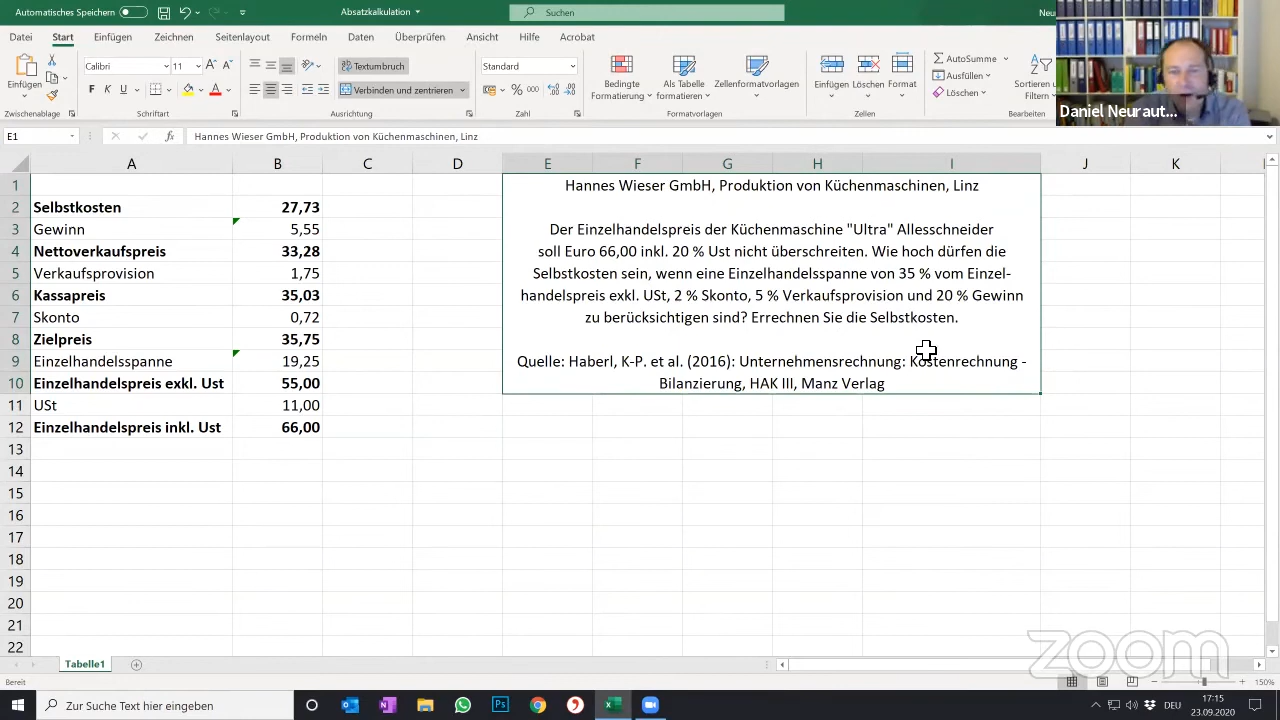 Automatisches Speichern
Absatzkalkulation
Suchen
Neu
Datei
Start
Einfügen
Zeichnen
Seitenlayout
Formeln
Daten
Überprüfen
Ansicht
Hilfe
Acrobat
Einfügen
Calibri
11
F K U
Textumbruch
Verbinden und zentrieren
Standard
Bedingte
Formatierung
Als Tabelle
formatieren
Zellenformatvorlagen
Einfügen
Löschen
Format
AutoSumme
Ausfüllen
Löschen
Sortieren u
Filtern
Zwischenablage
Schriftart
Ausrichtung
Zahl
Formatvorlagen
Zellen
Bearbeiten
Daniel Neuraut...
E1
fx
Hannes Wieser GmbH, Produktion von Küchenmaschinen, Linz
A B C D E F G H I J K
1
2 Selbstkosten 27,73
3 Gewinn 5,55
4 Nettoverkaufspreis 33,28
5 Verkaufsprovision 1,75
6 Kassapreis 35,03
7 Skonto 0,72
8 Zielpreis 35,75
9 Einzelhandelsspanne 19,25
10 Einzelhandelspreis exkl. Ust 55,00
11 USt 11,00
12 Einzelhandelspreis inkl. Ust 66,00
13
14
15
16
17
18
19
20
21
22
Hannes Wieser GmbH, Produktion von Küchenmaschinen, Linz
Der Einzelhandelspreis der Küchenmaschine "Ultra" Allesschneider
soll Euro 66,00 inkl. 20 % Ust nicht überschreiten. Wie hoch dürfen die
Selbstkosten sein, wenn eine Einzelhandelsspanne von 35 % vom Einzel-
handelspreis exkl. USt, 2 % Skonto, 5 % Verkaufsprovision und 20 % Gewinn
zu berücksichtigen sind? Errechnen Sie die Selbstkosten.
Quelle: Haberl, K-P. et al. (2016): Unternehmensrechnung: Kostenrechnung -
Bilanzierung, HAK III, Manz Verlag
Tabelle1
Bereit
150%
zoom
Zur Suche Text hier eingeben
DEU
17:15
23.09.2020